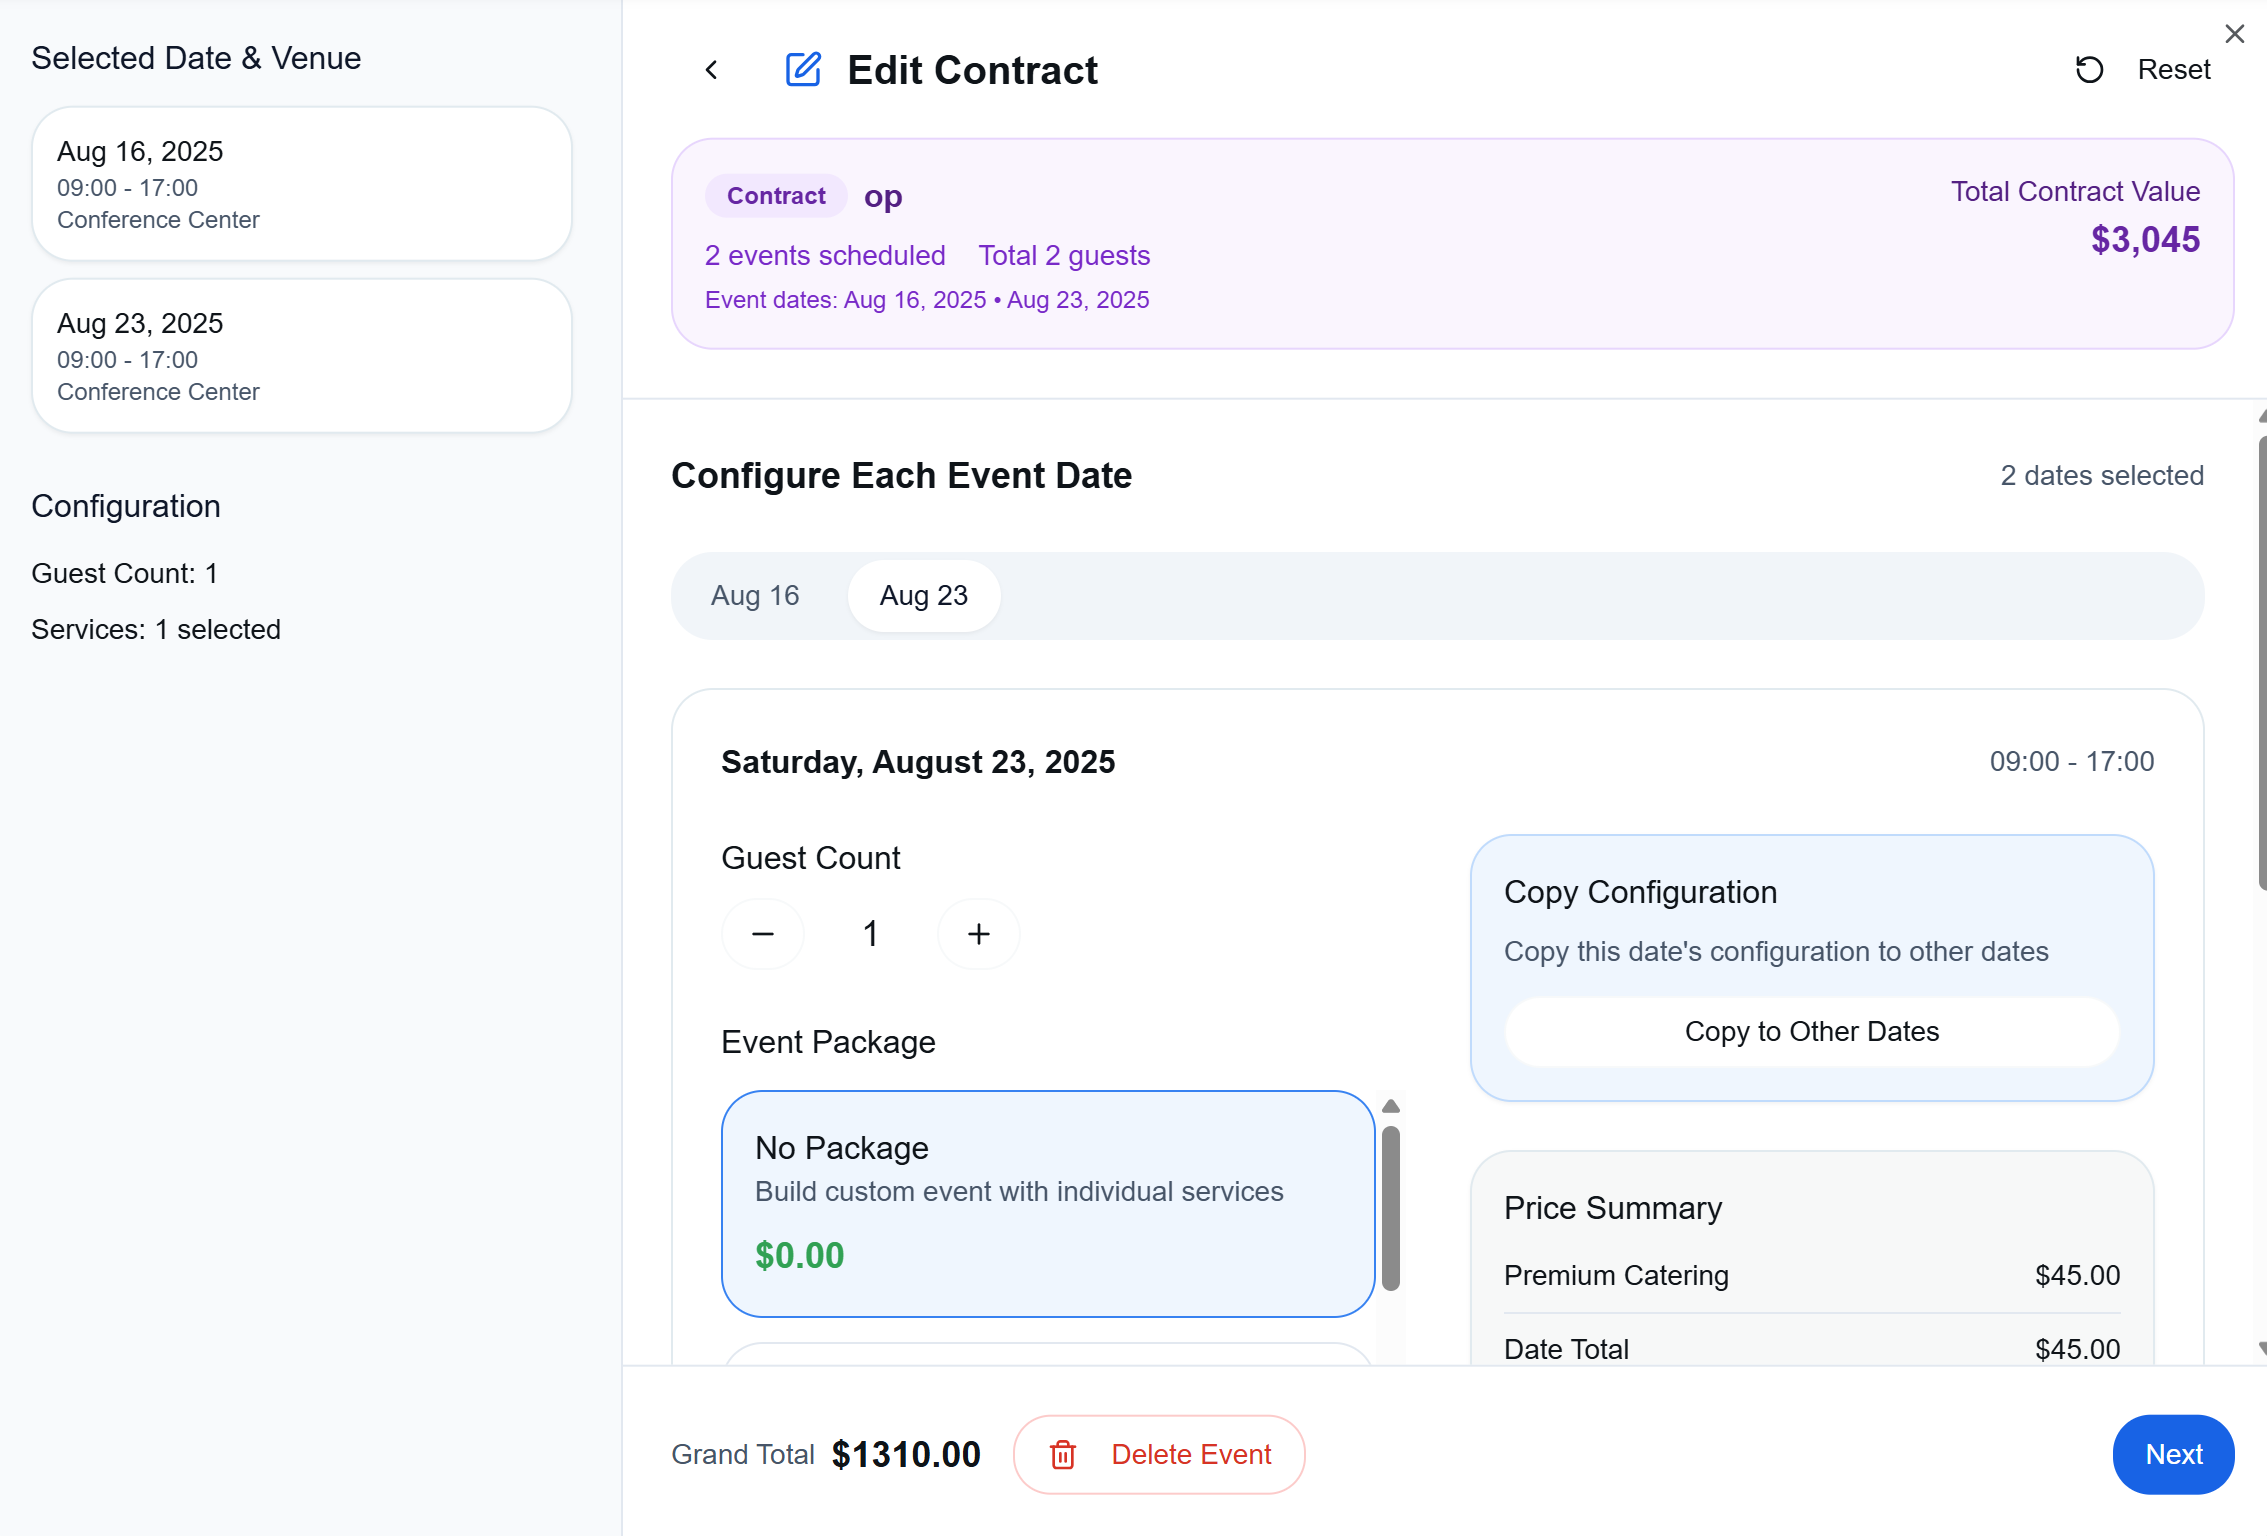 Selected Date & Venue
Aug 16, 2025
09:00 - 17:00
Conference Center
Aug 23, 2025
09:00 - 17:00
Conference Center
Configuration
Guest Count: 1
Services: 1 selected
Edit Contract
Reset
Contract op
2 events scheduled Total 2 guests
Event dates: Aug 16, 2025 • Aug 23, 2025
Total Contract Value
$3,045
Configure Each Event Date
2 dates selected
Aug 16 Aug 23
Saturday, August 23, 2025
09:00 - 17:00
Guest Count
1
Event Package
No Package
Build custom event with individual services
$0.00
Copy Configuration
Copy this date's configuration to other dates
Copy to Other Dates
Price Summary
Premium Catering $45.00
Date Total $45.00
Grand Total $1310.00
Delete Event
Next